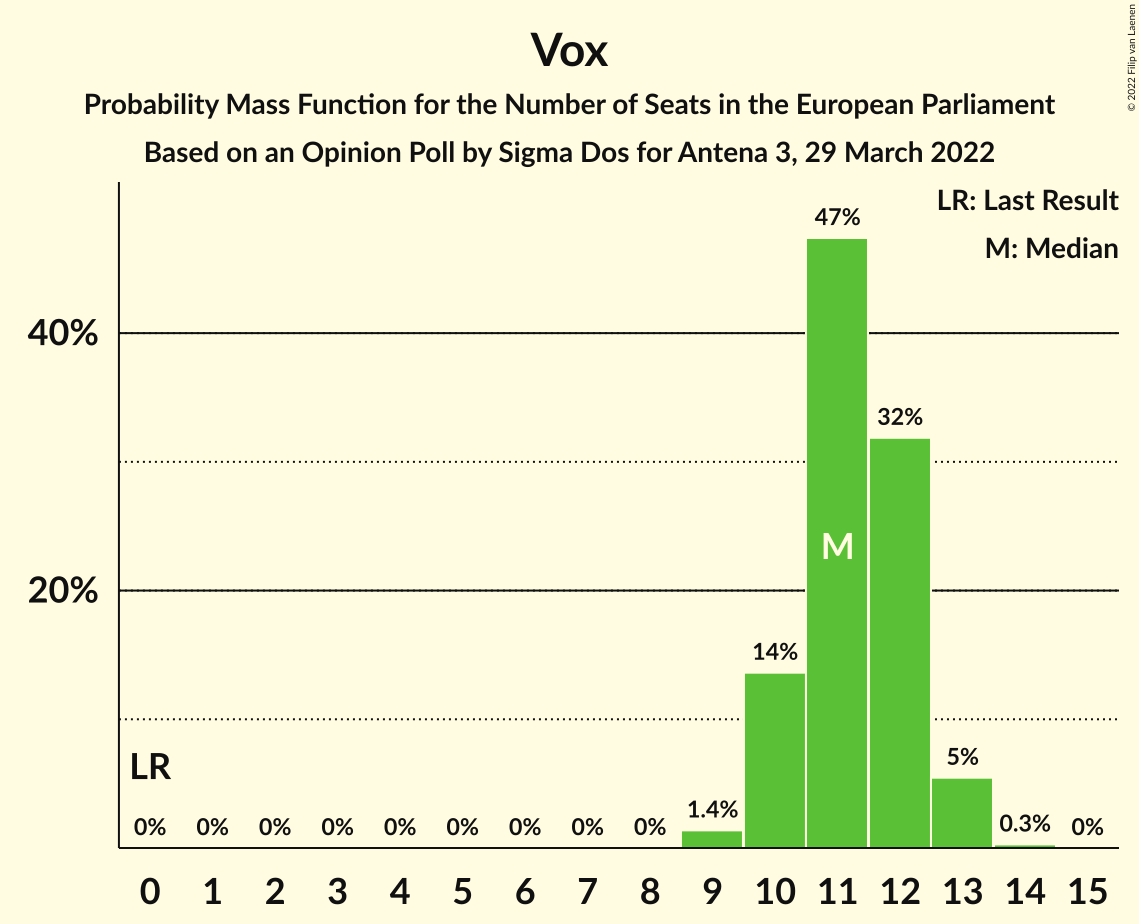 Vox
Probability Mass Function for the Number of Seats in the European Parliament
Based on an Opinion Poll by Sigma Dos for Antena 3, 29 March 2022
© 2022 Filip van Laenen
LR: Last Result
M: Median
47%
40%
32%
M
20%
14%
LR
5%
0% 0% 0% 0% 0% 0% 0% 0% 0% 1.4% 0.3% 0%
0 1 2 3 4 5 6 7 8 9 10 11 12 13 14 15